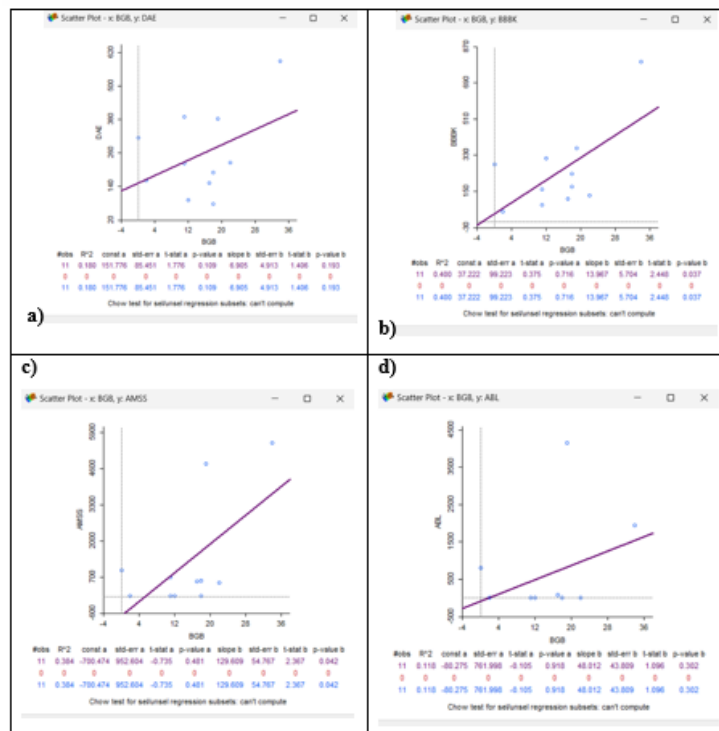 Scatter Plot - x: BGB, y: DAE
620
500
380
260
140
20
DAE
-4 4 12 20 28 36
BGB
#obs R^2 const a std-err a t-stat a p-value a slope b std-err b t-stat b p-value b
11 0.180 151.776 85.451 1.776 0.109 6.905 4.913 1.406 0.193
0 0 0 0 0 0 0 0 0 0
11 0.180 151.776 85.451 1.776 0.109 6.905 4.913 1.406 0.193
Chow test for sel/unsel regression subsets: can't compute
a)
Scatter Plot - x: BGB, y: BBBK
870
690
510
330
150
-30
BBBK
-4 4 12 20 28 36
BGB
#obs R^2 const a std-err a t-stat a p-value a slope b std-err b t-stat b p-value b
11 0.400 37.222 99.223 0.375 0.716 13.967 5.704 2.448 0.037
0 0 0 0 0 0 0 0 0 0
11 0.400 37.222 99.223 0.375 0.716 13.967 5.704 2.448 0.037
Chow test for sel/unsel regression subsets: can't compute
b)
c)
Scatter Plot - x: BGB, y: AMSS
5900
4600
2000
700
-600
AMSS
-4 4 12 20 28 36
BGB
#obs R^2 const a std-err a t-stat a p-value a slope b std-err b t-stat b p-value b
11 0.384 -700.474 952.604 -0.735 0.481 129.609 54.767 2.367 0.042
0 0 0 0 0 0 0 0 0 0
11 0.384 -700.474 952.604 -0.735 0.481 129.609 54.767 2.367 0.042
Chow test for sel/unsel regression subsets: can't compute
d)
Scatter Plot - x: BGB, y: ABL
4500
3500
2500
1500
500
-500
ABL
-4 4 12 20 28 36
BGB
#obs R^2 const a std-err a t-stat a p-value a slope b std-err b t-stat b p-value b
11 0.118 -80.275 761.998 -0.105 0.918 48.012 43.809 1.096 0.302
0 0 0 0 0 0 0 0 0 0
11 0.118 -80.275 761.998 -0.105 0.918 48.012 43.809 1.096 0.302
Chow test for sel/unsel regression subsets: can't compute